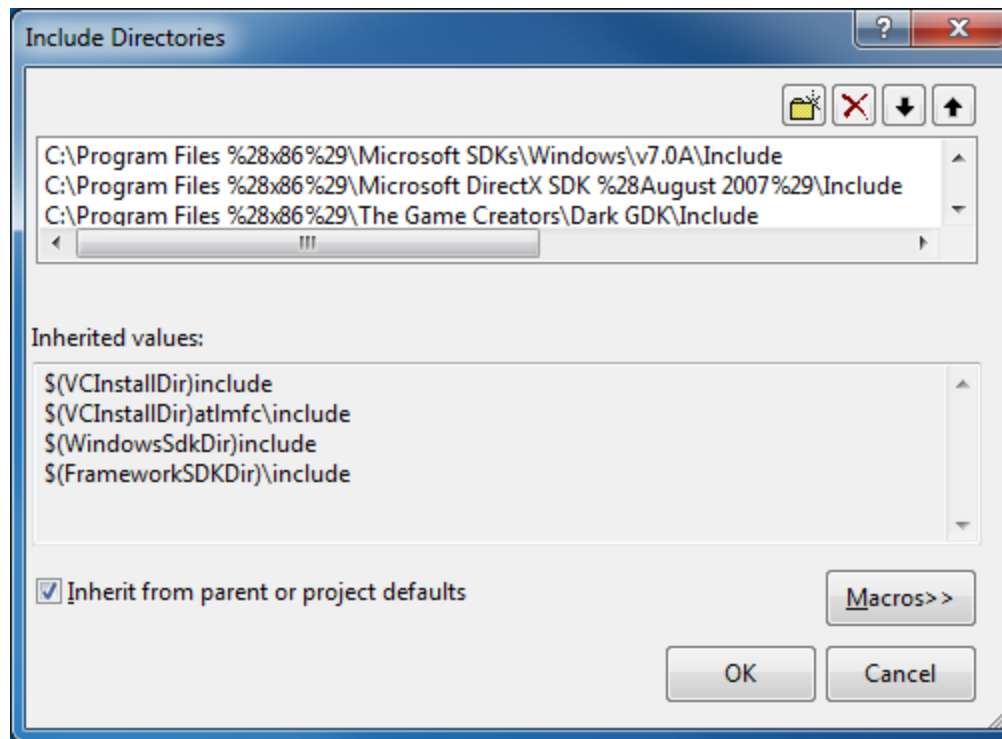 Include Directories
C:\Program Files %28x86%29\Microsoft SDKs\Windows\v7.0A\Include
C:\Program Files %28x86%29\Microsoft DirectX SDK %28August 2007%29\Include
C:\Program Files %28x86%29\The Game Creators\Dark GDK\Include
Inherited values:
$(VCInstallDir)include
$(VCInstallDir)atlmfc\include
$(WindowsSdkDir)include
$(FrameworkSDKDir)\include
Inherit from parent or project defaults
Macros>>
OK
Cancel